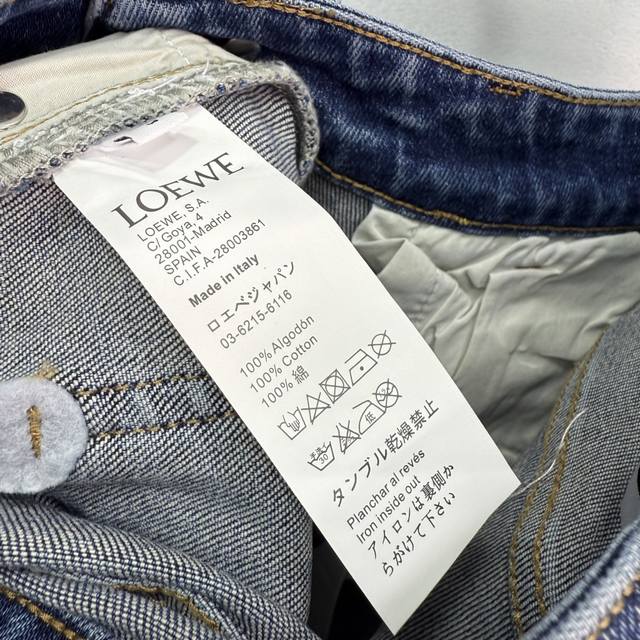 LOEWE
LOEWE, S.A.
C/ Goya, 4
28001-Madrid
SPAIN
C.I.F.A-28003861
Made in Italy
ロエベジャパン
03-6215-6116
100% Algodón
100% Cotton
100% 綿
タンブル乾燥禁止
Planchar al revés
Iron inside out
アイロンは裏側か
らがけて下さい